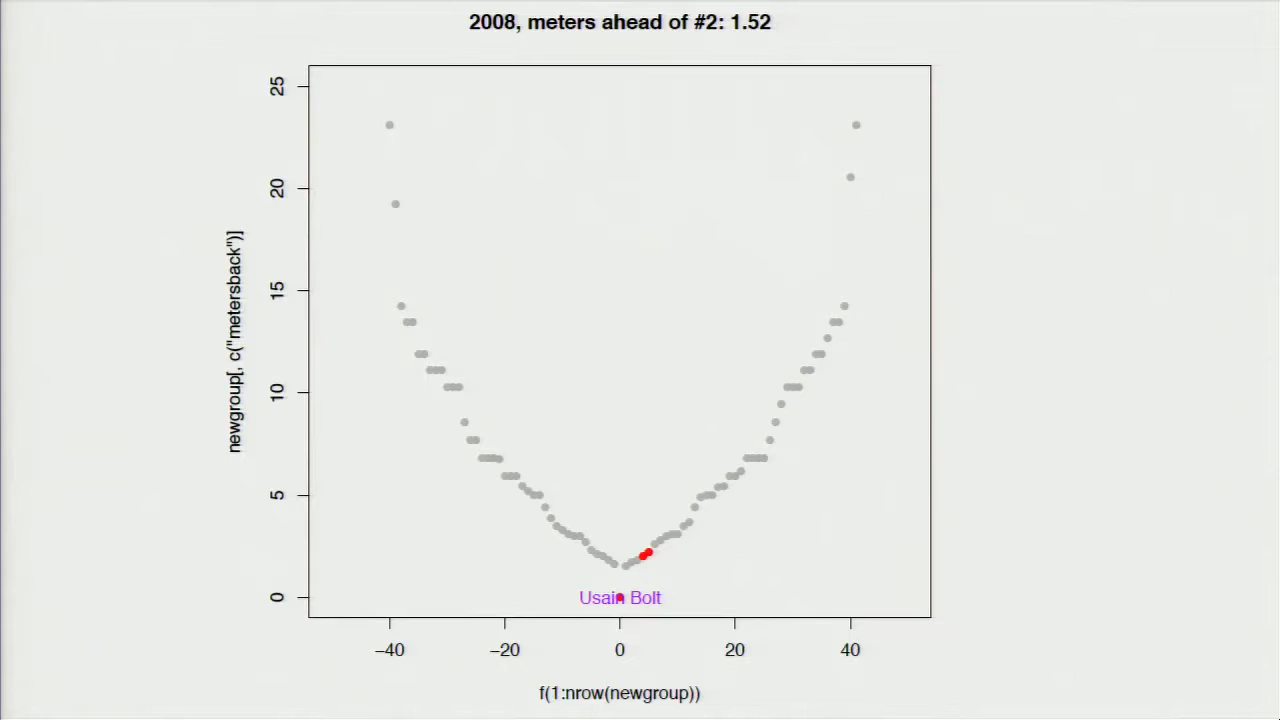 2008, meters ahead of #2: 1.52
newgroup[, c("metersback")]
25
20
15
10
5
0
Usain Bolt
−40
−20
0
20
40
f(1:nrow(newgroup))